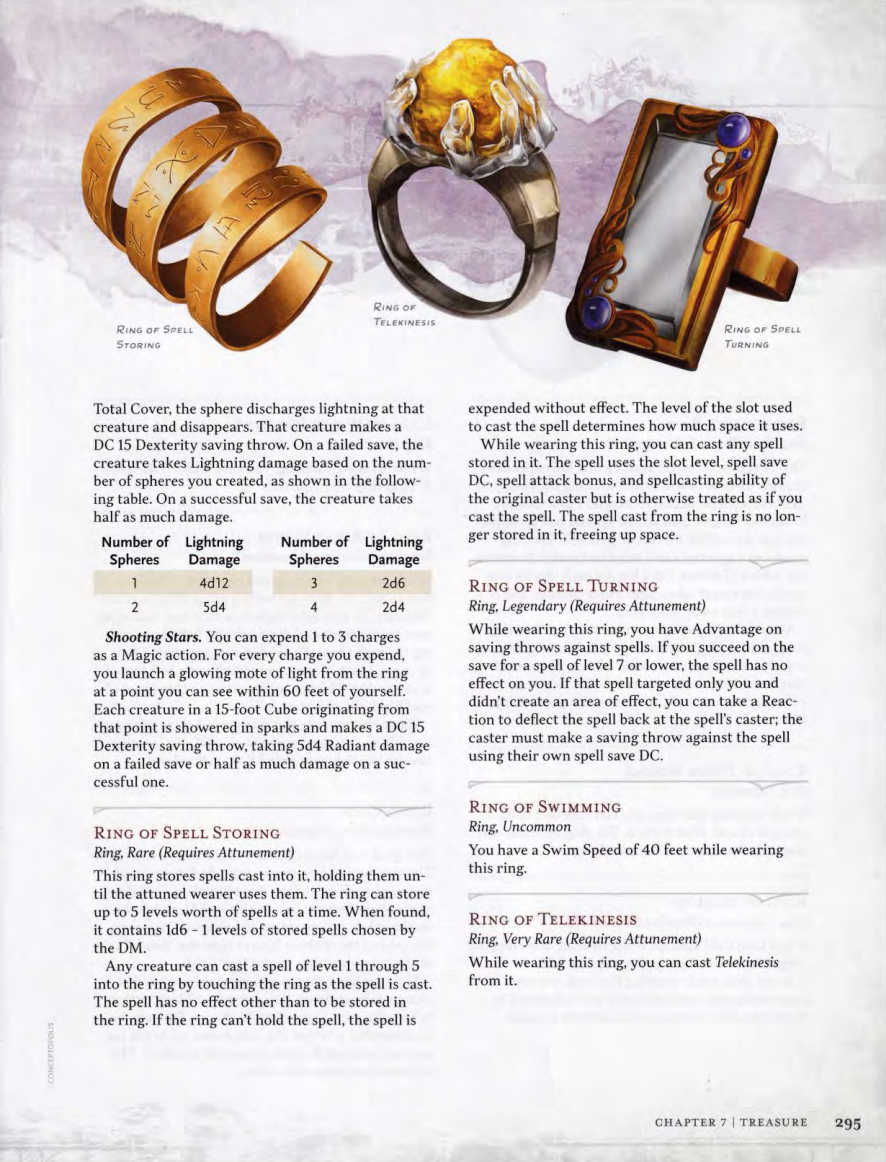 RING OF SPELL
STORING
RING OF
TELEKINESIS
RING OF SPELL
TURNING
Total Cover, the sphere discharges lightning at that
creature and disappears. That creature makes a
DC 15 Dexterity saving throw. On a failed save, the
creature takes Lightning damage based on the num-
ber of spheres you created, as shown in the follow-
ing table. On a successful save, the creature takes
half as much damage.
Number of Lightning Number of Lightning
Spheres Damage Spheres Damage
1 4d12 3 2d6
2 5d4 4 2d4
Shooting Stars. You can expend 1 to 3 charges
as a Magic action. For every charge you expend,
you launch a glowing mote of light from the ring
at a point you can see within 60 feet of yourself.
Each creature in a 15-foot Cube originating from
that point is showered in sparks and makes a DC 15
Dexterity saving throw, taking 5d4 Radiant damage
on a failed save or half as much damage on a suc-
cessful one.
RING OF SPELL STORING
Ring, Rare (Requires Attunement)
This ring stores spells cast into it, holding them un-
til the attuned wearer uses them. The ring can store
up to 5 levels worth of spells at a time. When found,
it contains 1d6 − 1 levels of stored spells chosen by
the DM.
Any creature can cast a spell of level 1 through 5
into the ring by touching the ring as the spell is cast.
The spell has no effect other than to be stored in
the ring. If the ring can't hold the spell, the spell is
expended without effect. The level of the slot used
to cast the spell determines how much space it uses.
While wearing this ring, you can cast any spell
stored in it. The spell uses the slot level, spell save
DC, spell attack bonus, and spellcasting ability of
the original caster but is otherwise treated as if you
cast the spell. The spell cast from the ring is no lon-
ger stored in it, freeing up space.
RING OF SPELL TURNING
Ring, Legendary (Requires Attunement)
While wearing this ring, you have Advantage on
saving throws against spells. If you succeed on the
save for a spell of level 7 or lower, the spell has no
effect on you. If that spell targeted only you and
didn't create an area of effect, you can take a Reac-
tion to deflect the spell back at the spell's caster; the
caster must make a saving throw against the spell
using their own spell save DC.
RING OF SWIMMING
Ring, Uncommon
You have a Swim Speed of 40 feet while wearing
this ring.
RING OF TELEKINESIS
Ring, Very Rare (Requires Attunement)
While wearing this ring, you can cast Telekinesis
from it.
CONCEPTOPOLIS
CHAPTER 7 | TREASURE 295